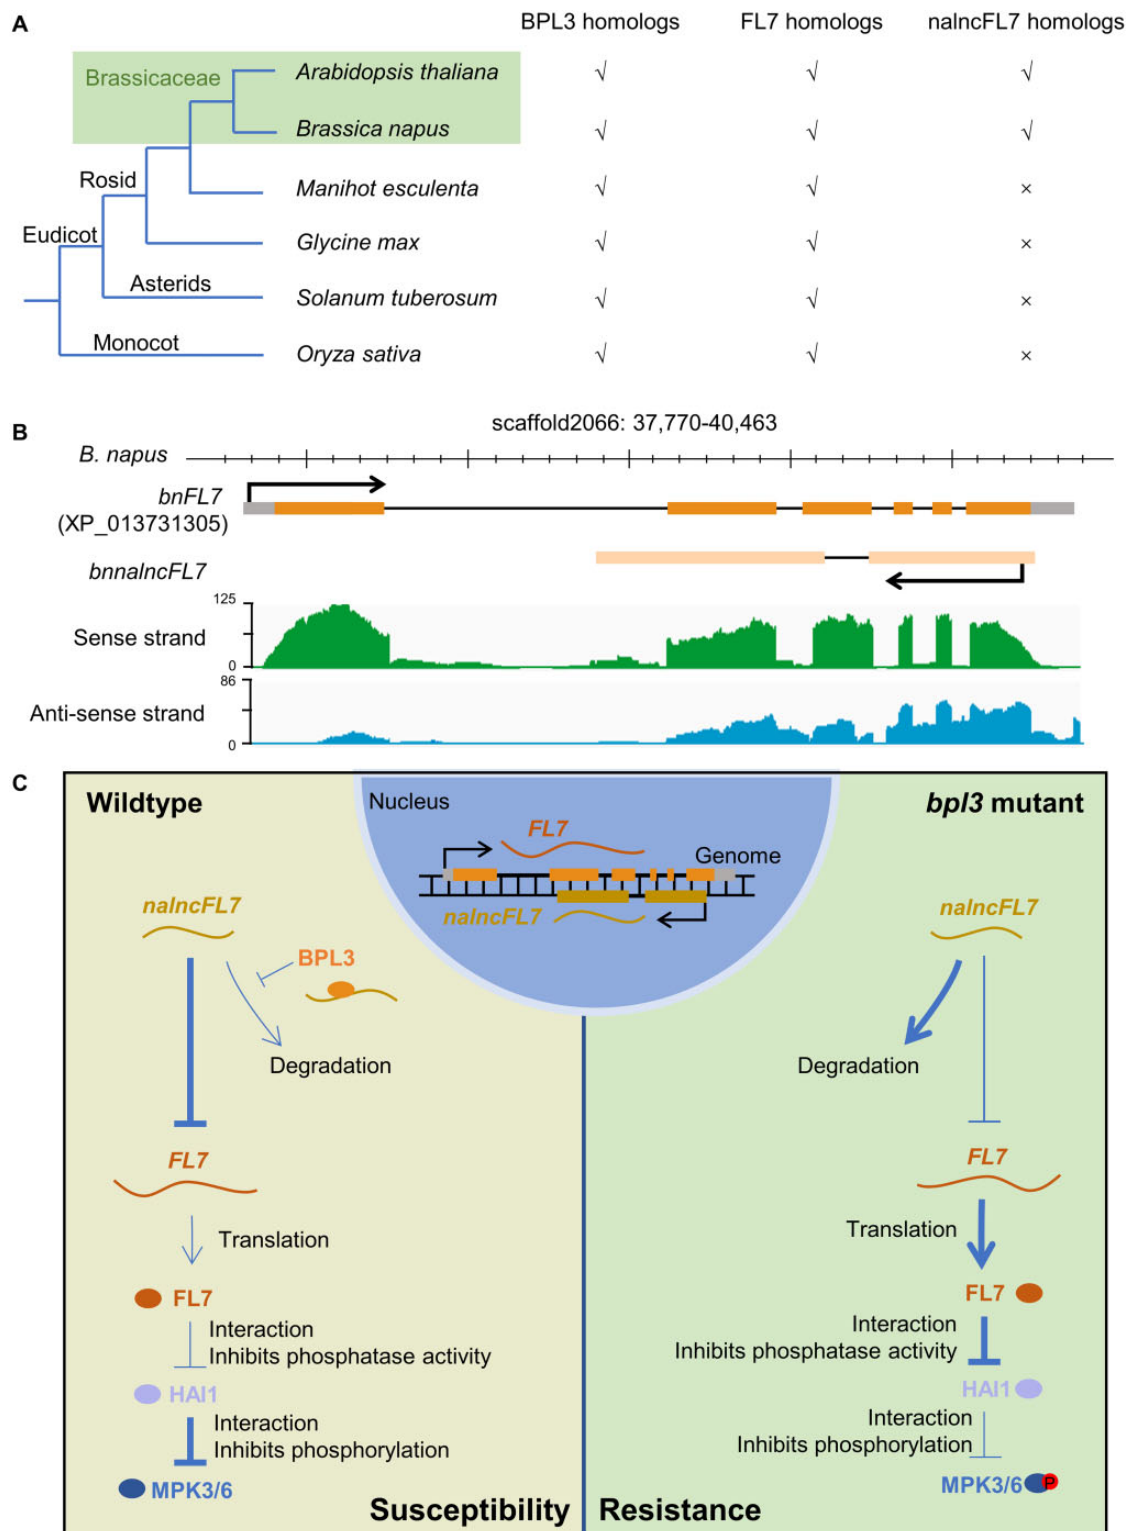 A
BPL3 homologs FL7 homologs nalncFL7 homologs
Brassicaceae Arabidopsis thaliana √ √ √
Brassica napus √ √ √
Rosid Manihot esculenta √ √ ×
Eudicot Glycine max √ √ ×
Asterids Solanum tuberosum √ √ ×
Monocot Oryza sativa √ √ ×
B
scaffold2066: 37,770-40,463
B. napus
bnFL7
(XP_013731305)
bnnalncFL7
125
Sense strand
0
86
Anti-sense strand
0
C
Wildtype
Nucleus
bpl3 mutant
FL7
Genome
nalncFL7
nalncFL7
BPL3
Degradation
FL7
Translation
FL7
Interaction
Inhibits phosphatase activity
HAI1
Interaction
Inhibits phosphorylation
MPK3/6
Susceptibility
nalncFL7
Degradation
FL7
Translation
FL7
Interaction
Inhibits phosphatase activity
HAI1
Interaction
Inhibits phosphorylation
MPK3/6 P
Resistance